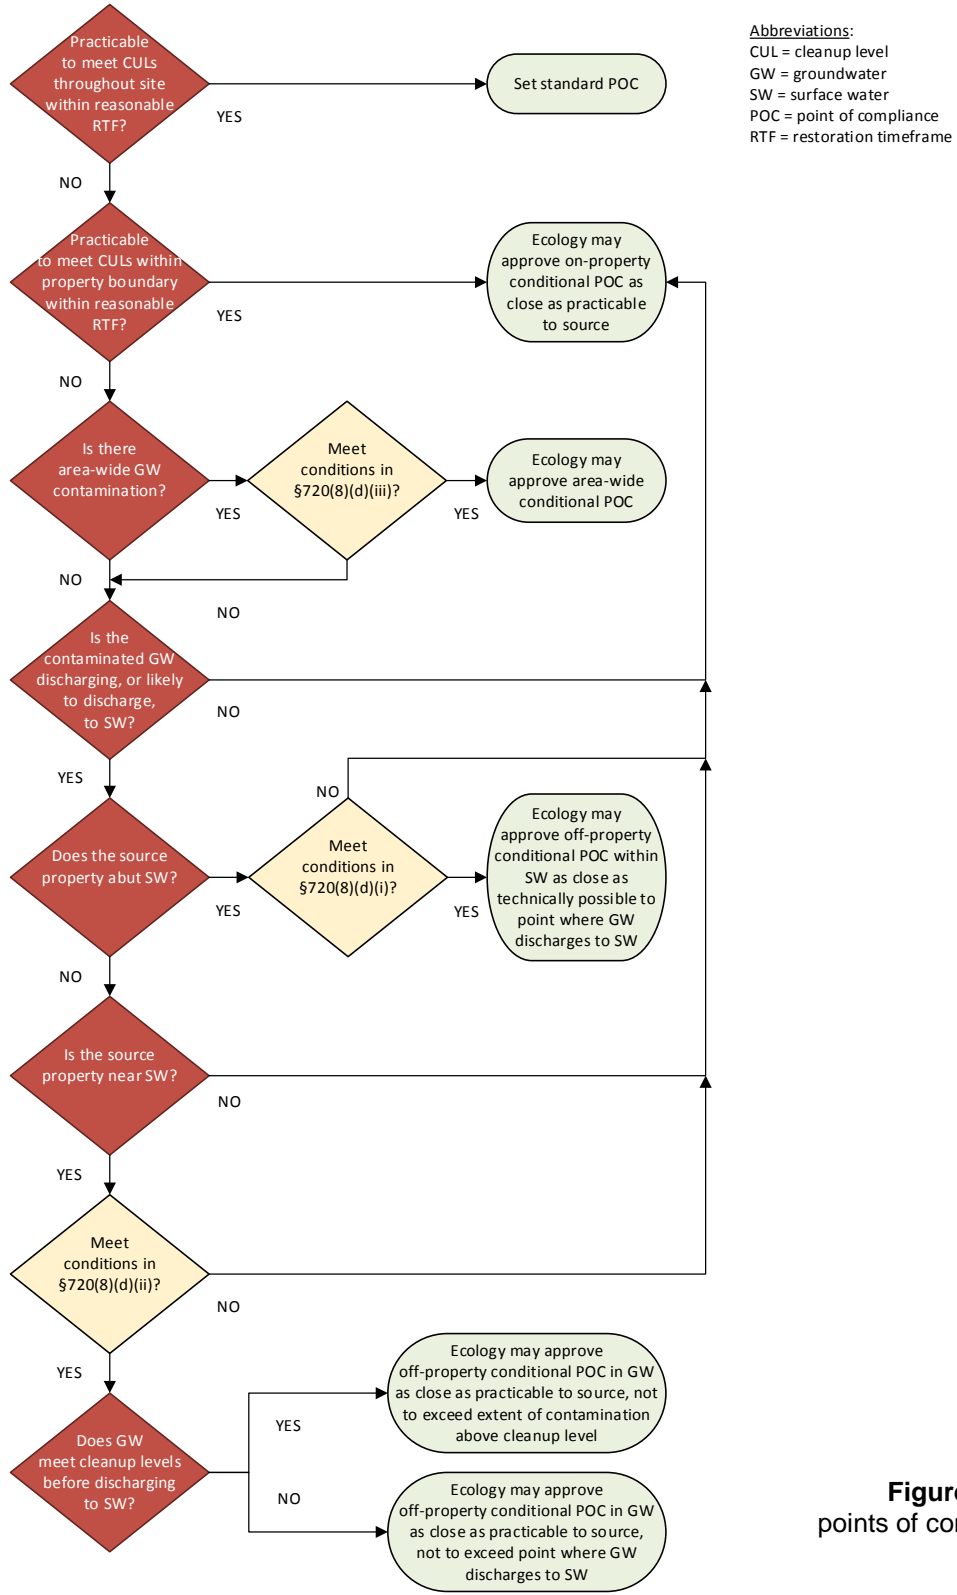 Practicable
to meet CULs
throughout site
within reasonable
RTF?
YES
Set standard POC
Abbreviations:
CUL = cleanup level
GW = groundwater
SW = surface water
POC = point of compliance
RTF = restoration timeframe
NO
Practicable
to meet CULs within
property boundary
within reasonable
RTF?
YES
Ecology may
approve on-property
conditional POC as
close as practicable
to source
NO
Is there
area-wide GW
contamination?
YES
Meet
conditions in
§720(8)(d)(iii)?
YES
Ecology may
approve area-wide
conditional POC
NO
NO
Is the
contaminated GW
discharging, or likely
to discharge,
to SW?
NO
YES
Does the source
property abut SW?
YES
NO
Meet
conditions in
§720(8)(d)(i)?
YES
Ecology may
approve off-property
conditional POC within
SW as close as
technically possible to
point where GW
discharges to SW
NO
Is the source
property near SW?
NO
YES
Meet
conditions in
§720(8)(d)(ii)?
NO
YES
Does GW
meet cleanup levels
before discharging
to SW?
YES
Ecology may approve
off-property conditional POC in GW
as close as practicable to source, not
to exceed extent of contamination
above cleanup level
NO
Ecology may approve
off-property conditional POC in GW
as close as practicable to source,
not to exceed point where GW
discharges to SW
Figure
points of con